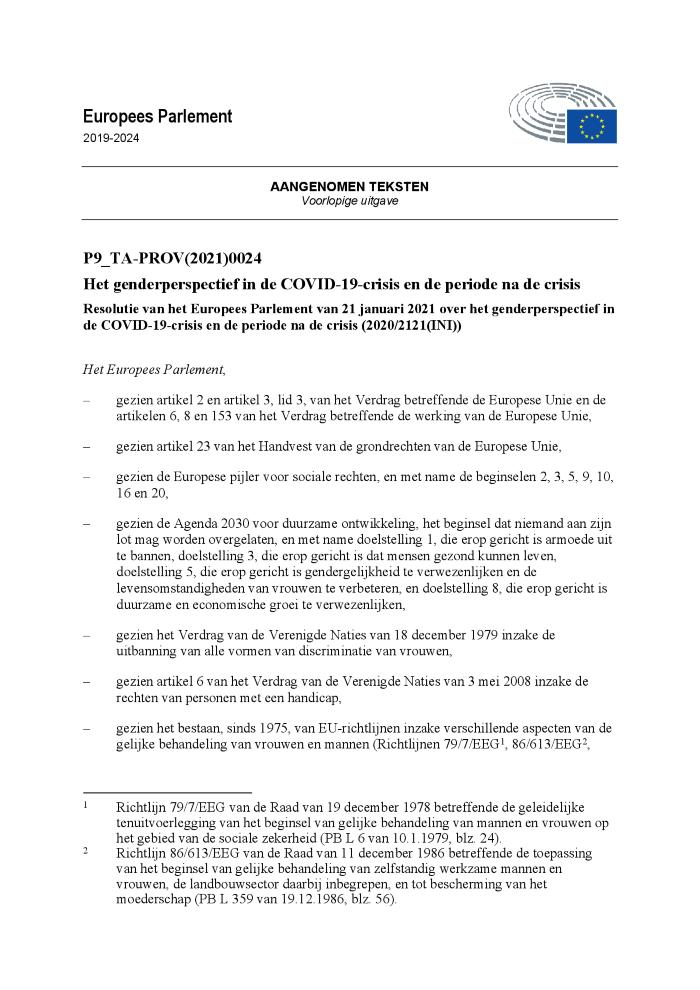 Europees Parlement
2019-2024
AANGENOMEN TEKSTEN
Voorlopige uitgave
P9_TA-PROV(2021)0024
Het genderperspectief in de COVID-19-crisis en de periode na de crisis
Resolutie van het Europees Parlement van 21 januari 2021 over het genderperspectief in
de COVID-19-crisis en de periode na de crisis (2020/2121(INI))
Het Europees Parlement,
– gezien artikel 2 en artikel 3, lid 3, van het Verdrag betreffende de Europese Unie en de
artikelen 6, 8 en 153 van het Verdrag betreffende de werking van de Europese Unie,
– gezien artikel 23 van het Handvest van de grondrechten van de Europese Unie,
– gezien de Europese pijler voor sociale rechten, en met name de beginselen 2, 3, 5, 9, 10,
16 en 20,
– gezien de Agenda 2030 voor duurzame ontwikkeling, het beginsel dat niemand aan zijn
lot mag worden overgelaten, en met name doelstelling 1, die erop gericht is armoede uit
te bannen, doelstelling 3, die erop gericht is dat mensen gezond kunnen leven,
doelstelling 5, die erop gericht is gendergelijkheid te verwezenlijken en de
levensomstandigheden van vrouwen te verbeteren, en doelstelling 8, die erop gericht is
duurzame en economische groei te verwezenlijken,
– gezien het Verdrag van de Verenigde Naties van 18 december 1979 inzake de
uitbanning van alle vormen van discriminatie van vrouwen,
– gezien artikel 6 van het Verdrag van de Verenigde Naties van 3 mei 2008 inzake de
rechten van personen met een handicap,
– gezien het bestaan, sinds 1975, van EU-richtlijnen inzake verschillende aspecten van de
gelijke behandeling van vrouwen en mannen (Richtlijnen 79/7/EEG¹, 86/613/EEG²,
1 Richtlijn 79/7/EEG van de Raad van 19 december 1978 betreffende de geleidelijke
tenuitvoerlegging van het beginsel van gelijke behandeling van mannen en vrouwen op
het gebied van de sociale zekerheid (PB L 6 van 10.1.1979, blz. 24).
2 Richtlijn 86/613/EEG van de Raad van 11 december 1986 betreffende de toepassing
van het beginsel van gelijke behandeling van zelfstandig werkzame mannen en
vrouwen, de landbouwsector daarbij inbegrepen, en tot bescherming van het
moederschap (PB L 359 van 19.12.1986, blz. 56).